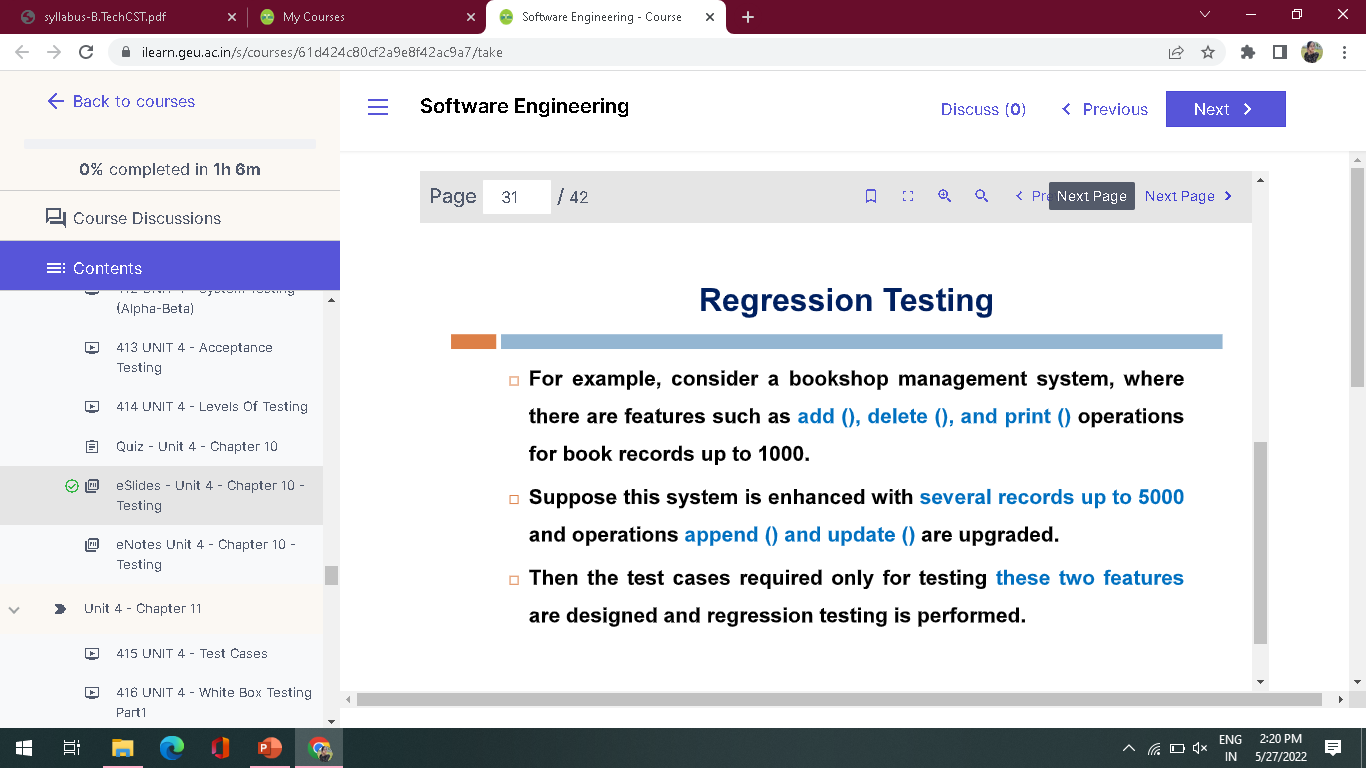 syllabus-B.TechCST.pdf
My Courses
Software Engineering - Course
ilearn.geu.ac.in/s/courses/61d424c80cf2a9e8f42ac9a7/take
Back to courses
0% completed in 1h 6m
Course Discussions
Contents
(Alpha-Beta)
413 UNIT 4 - Acceptance
Testing
414 UNIT 4 - Levels Of Testing
Quiz - Unit 4 - Chapter 10
eSlides - Unit 4 - Chapter 10 -
Testing
eNotes Unit 4 - Chapter 10 -
Testing
Unit 4 - Chapter 11
415 UNIT 4 - Test Cases
416 UNIT 4 - White Box Testing
Part1
Software Engineering
Discuss (0)
Previous
Next
Page 31 / 42
Pre
Next Page
Next Page
Regression Testing
For example, consider a bookshop management system, where
there are features such as add (), delete (), and print () operations
for book records up to 1000.
Suppose this system is enhanced with several records up to 5000
and operations append () and update () are upgraded.
Then the test cases required only for testing these two features
are designed and regression testing is performed.
ENG
IN
2:20 PM
5/27/2022